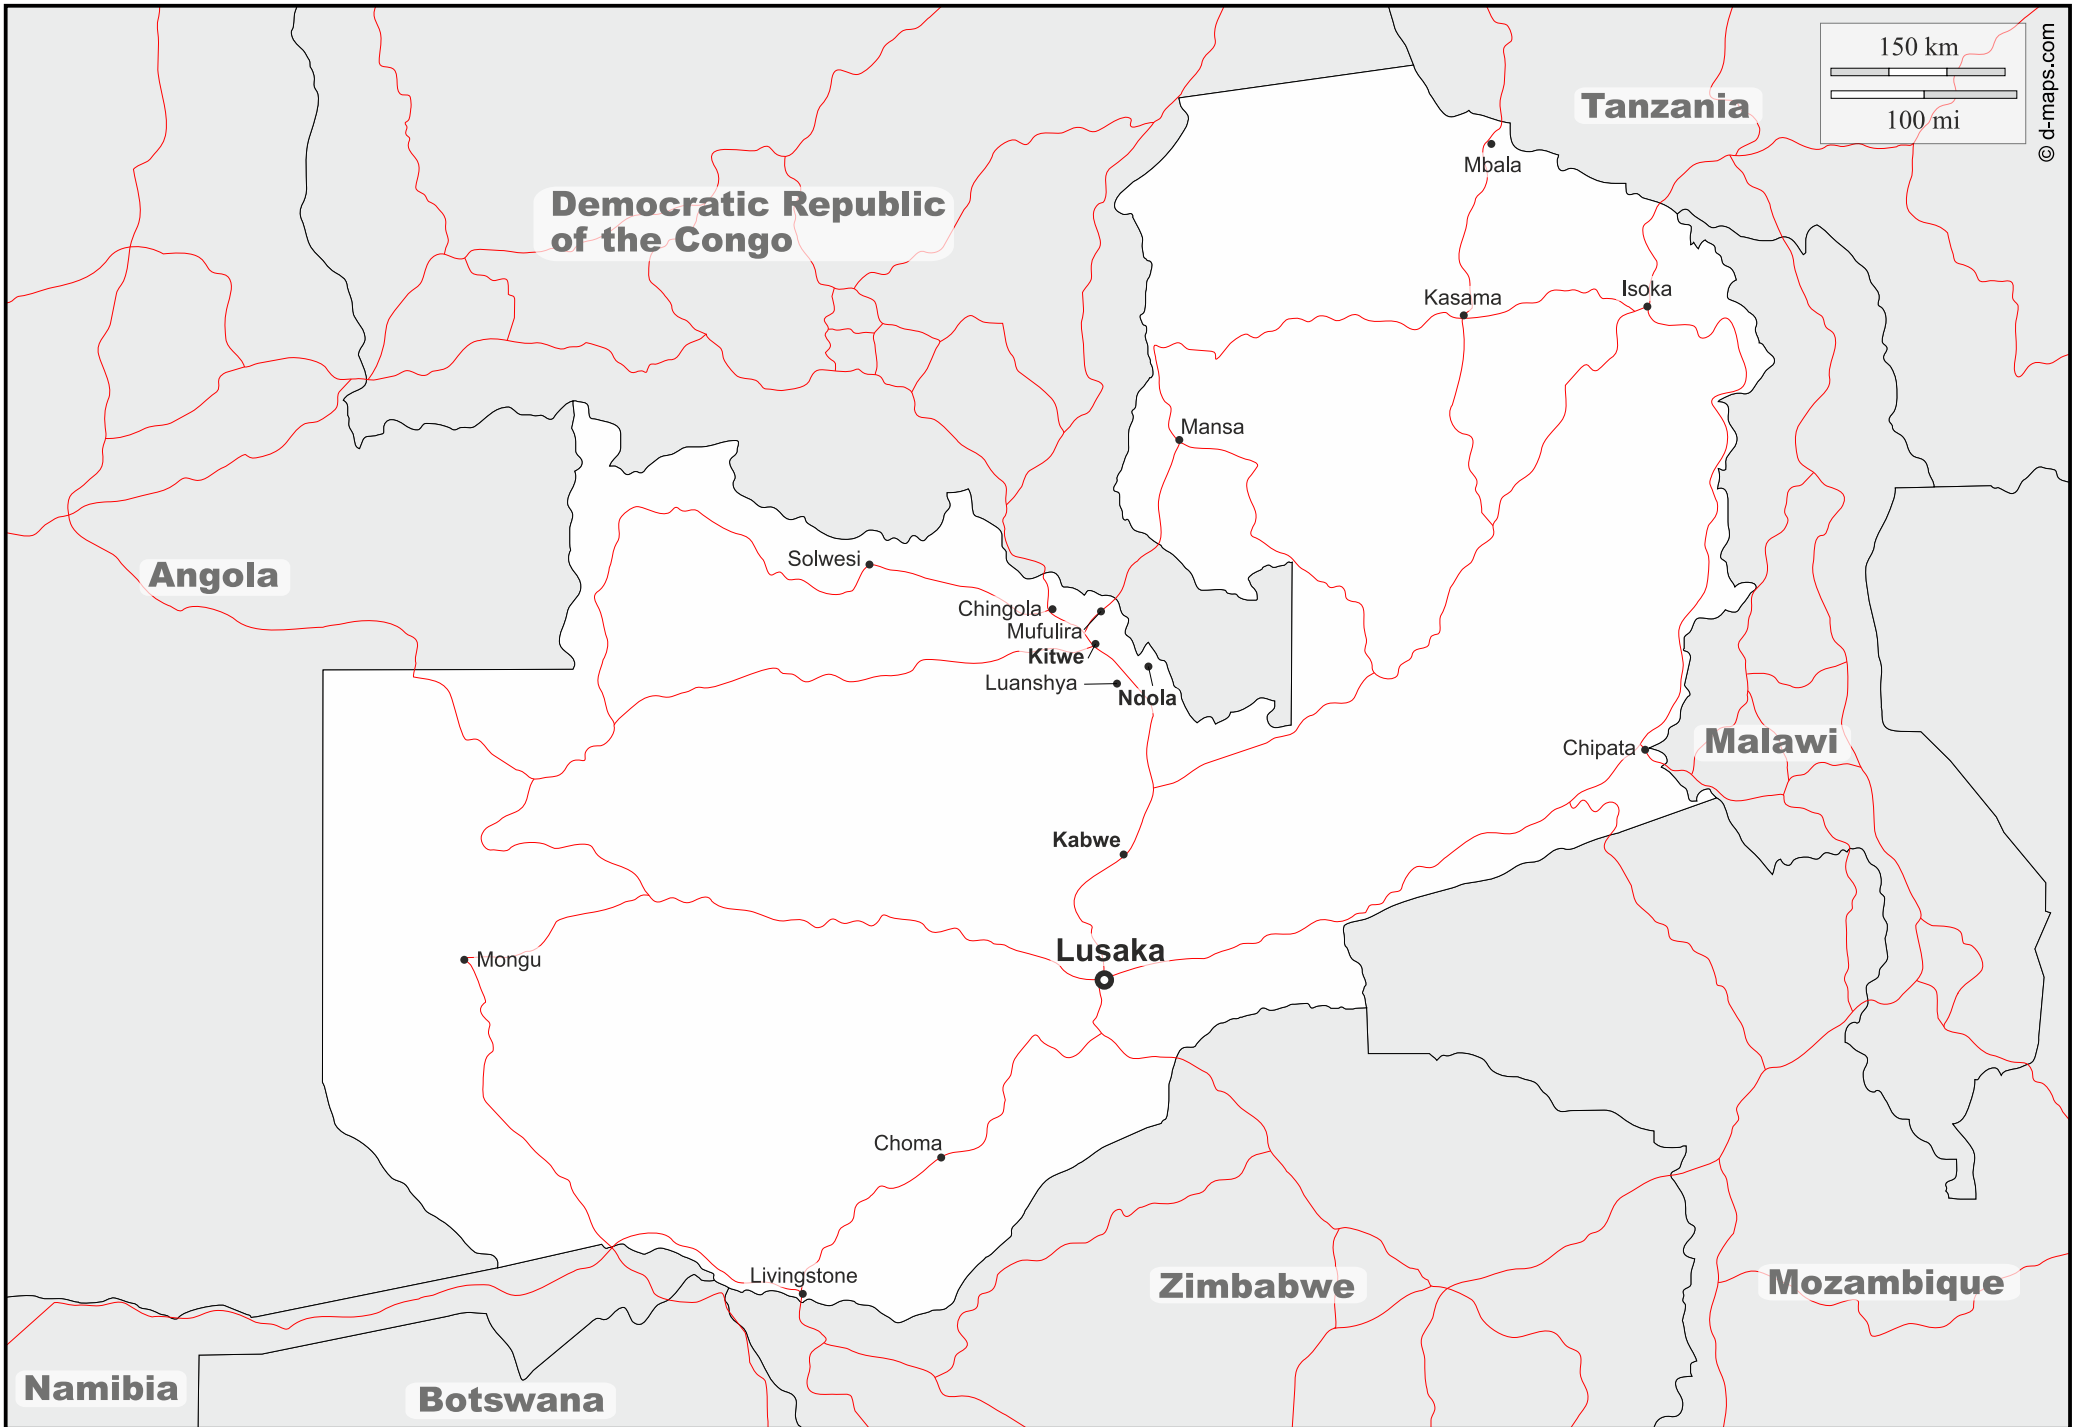 150 km
100 mi
© d-maps.com
Tanzania
Mbala
Democratic Republic
of the Congo
Kasama
Isoka
Mansa
Solwesi
Angola
Chingola
Mufulira
Kitwe
Luanshya
Ndola
Chipata
Malawi
Kabwe
Lusaka
Mongu
Choma
Livingstone
Zimbabwe
Mozambique
Namibia
Botswana